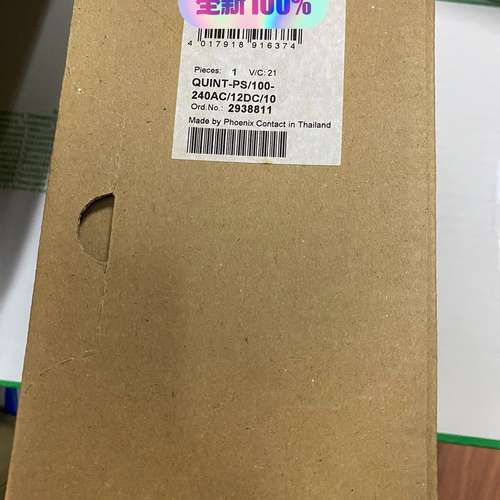 全新100%
4 017918 916374
Pieces: 1 V/C: 21
QUINT-PS/100-
240AC/12DC/10
Ord.No.: 2938811
Made by Phoenix Contact in Thailand